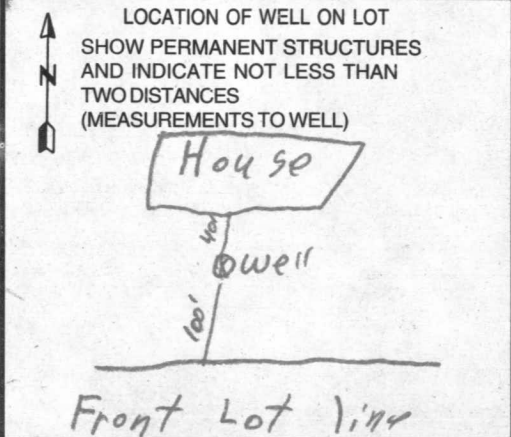 LOCATION OF WELL ON LOT
SHOW PERMANENT STRUCTURES
N AND INDICATE NOT LESS THAN
TWO DISTANCES
(MEASUREMENTS TO WELL)
House
40'
well
100'
Front Lot line